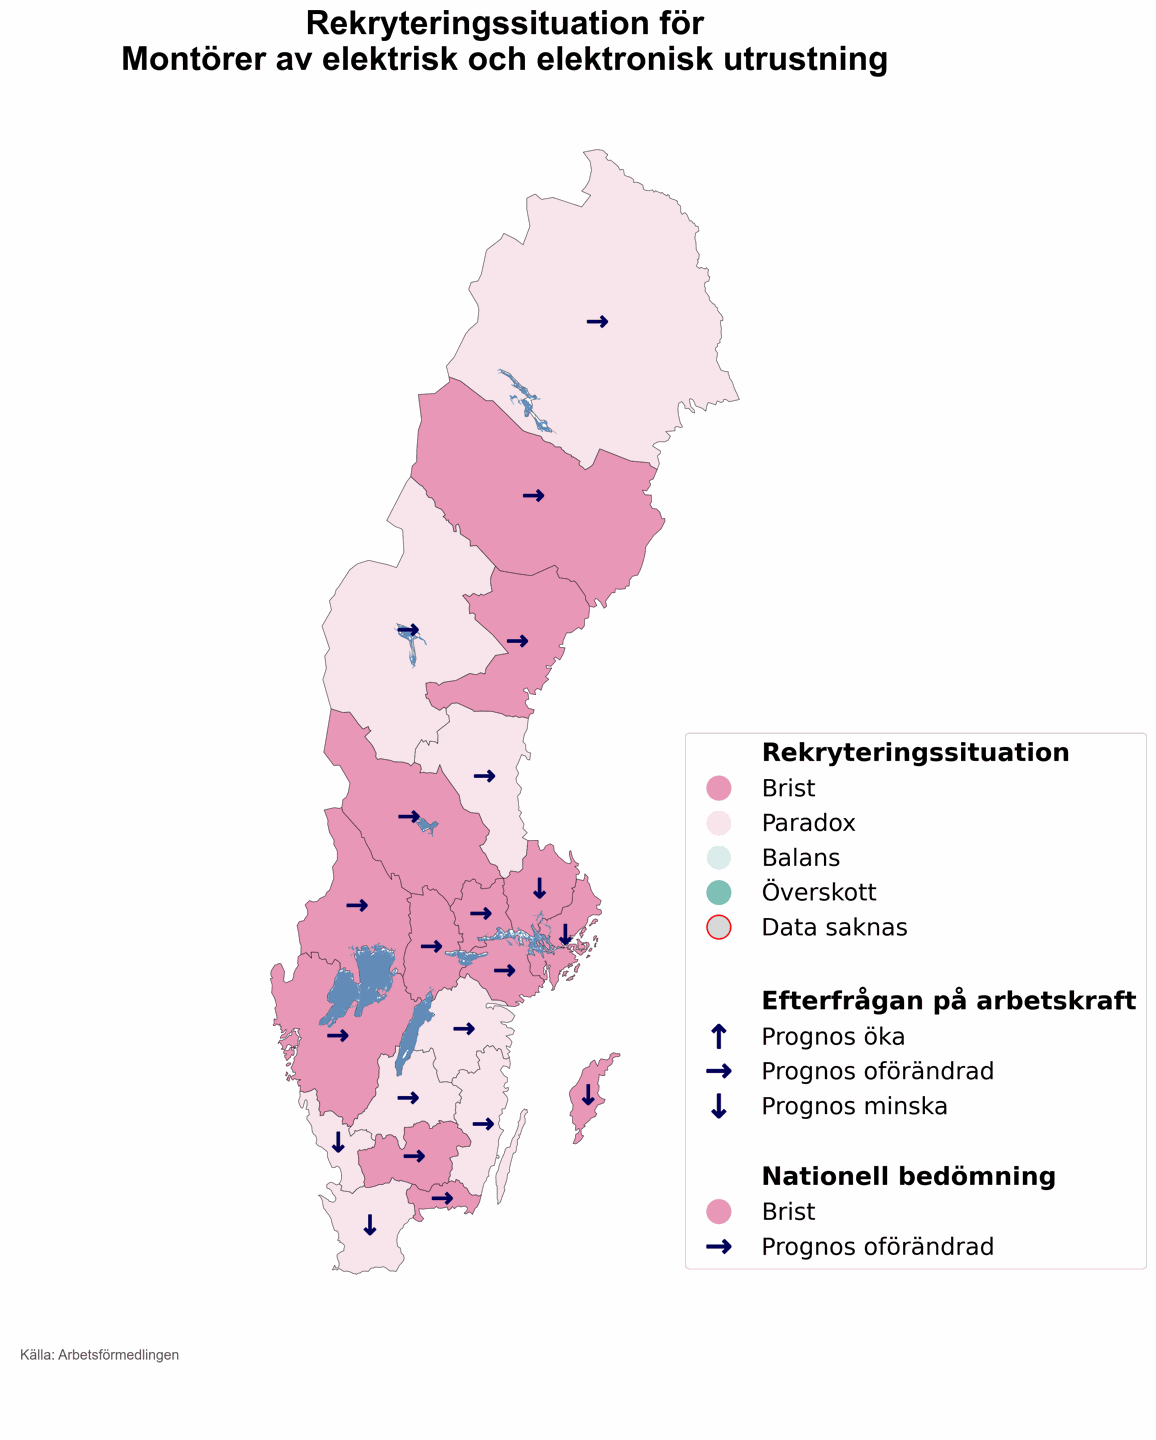 Rekryteringssituation för
Montörer av elektrisk och elektronisk utrustning
Rekryteringssituation
Brist
Paradox
Balans
Överskott
Data saknas
Efterfrågan på arbetskraft
Prognos öka
Prognos oförändrad
Prognos minska
Nationell bedömning
Brist
Prognos oförändrad
Källa: Arbetsförmedlingen